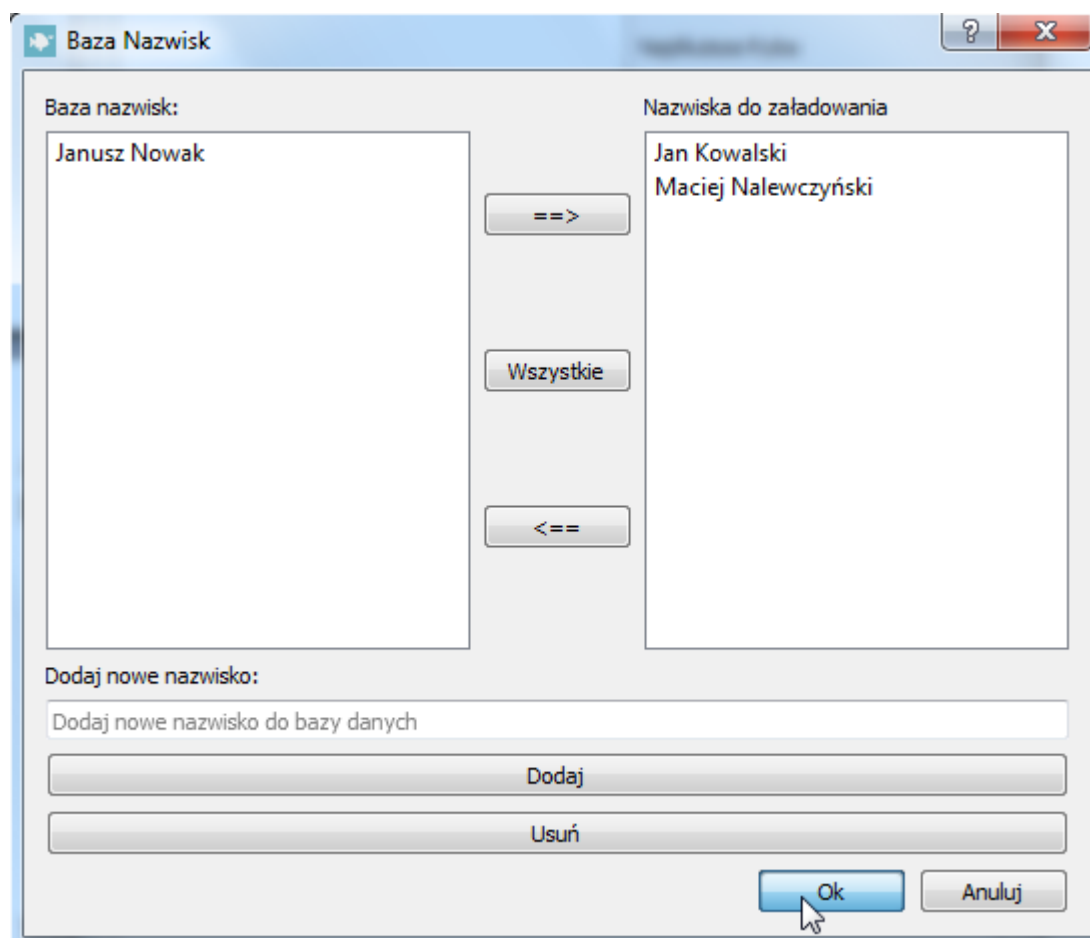 Baza Nazwisk
Baza nazwisk:
Nazwiska do załadowania
Janusz Nowak
Jan Kowalski
Maciej Nalewczyński
==>
Wszystkie
<==
Dodaj nowe nazwisko:
Dodaj nowe nazwisko do bazy danych
Dodaj
Usuń
Ok
Anuluj